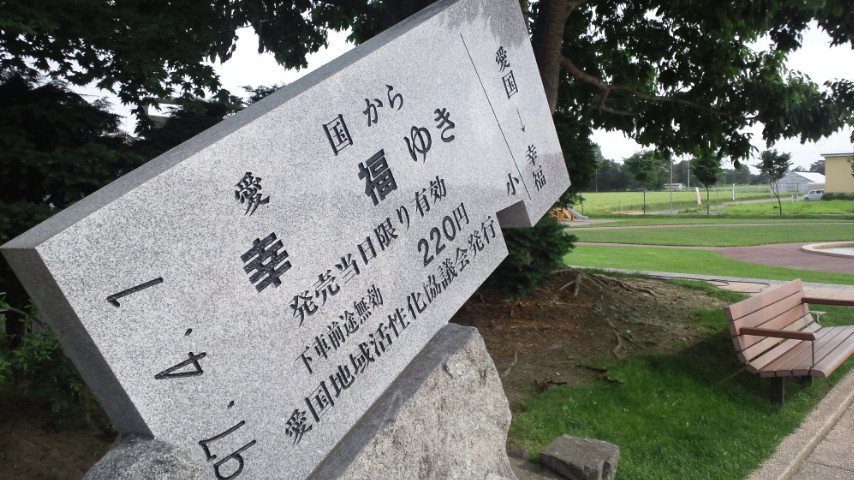 愛国から
幸福ゆき
発売当日限り有効
下車前途無効 220円
愛国地域活性化協議会発行
愛国→幸福
小
97.4.1